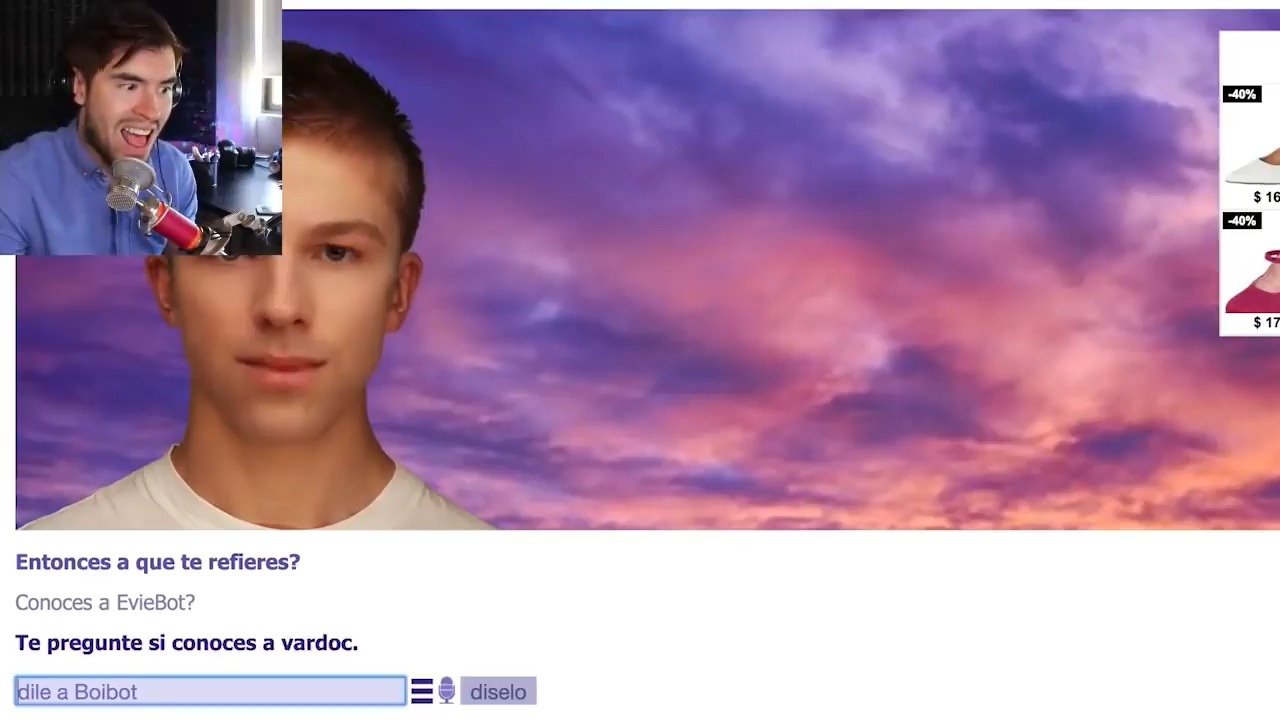 -40%
$ 16
-40%
$ 17
Entonces a que te refieres?
Conoces a EvieBot?
Te pregunte si conoces a vardoc.
dile a Boibot
diselo